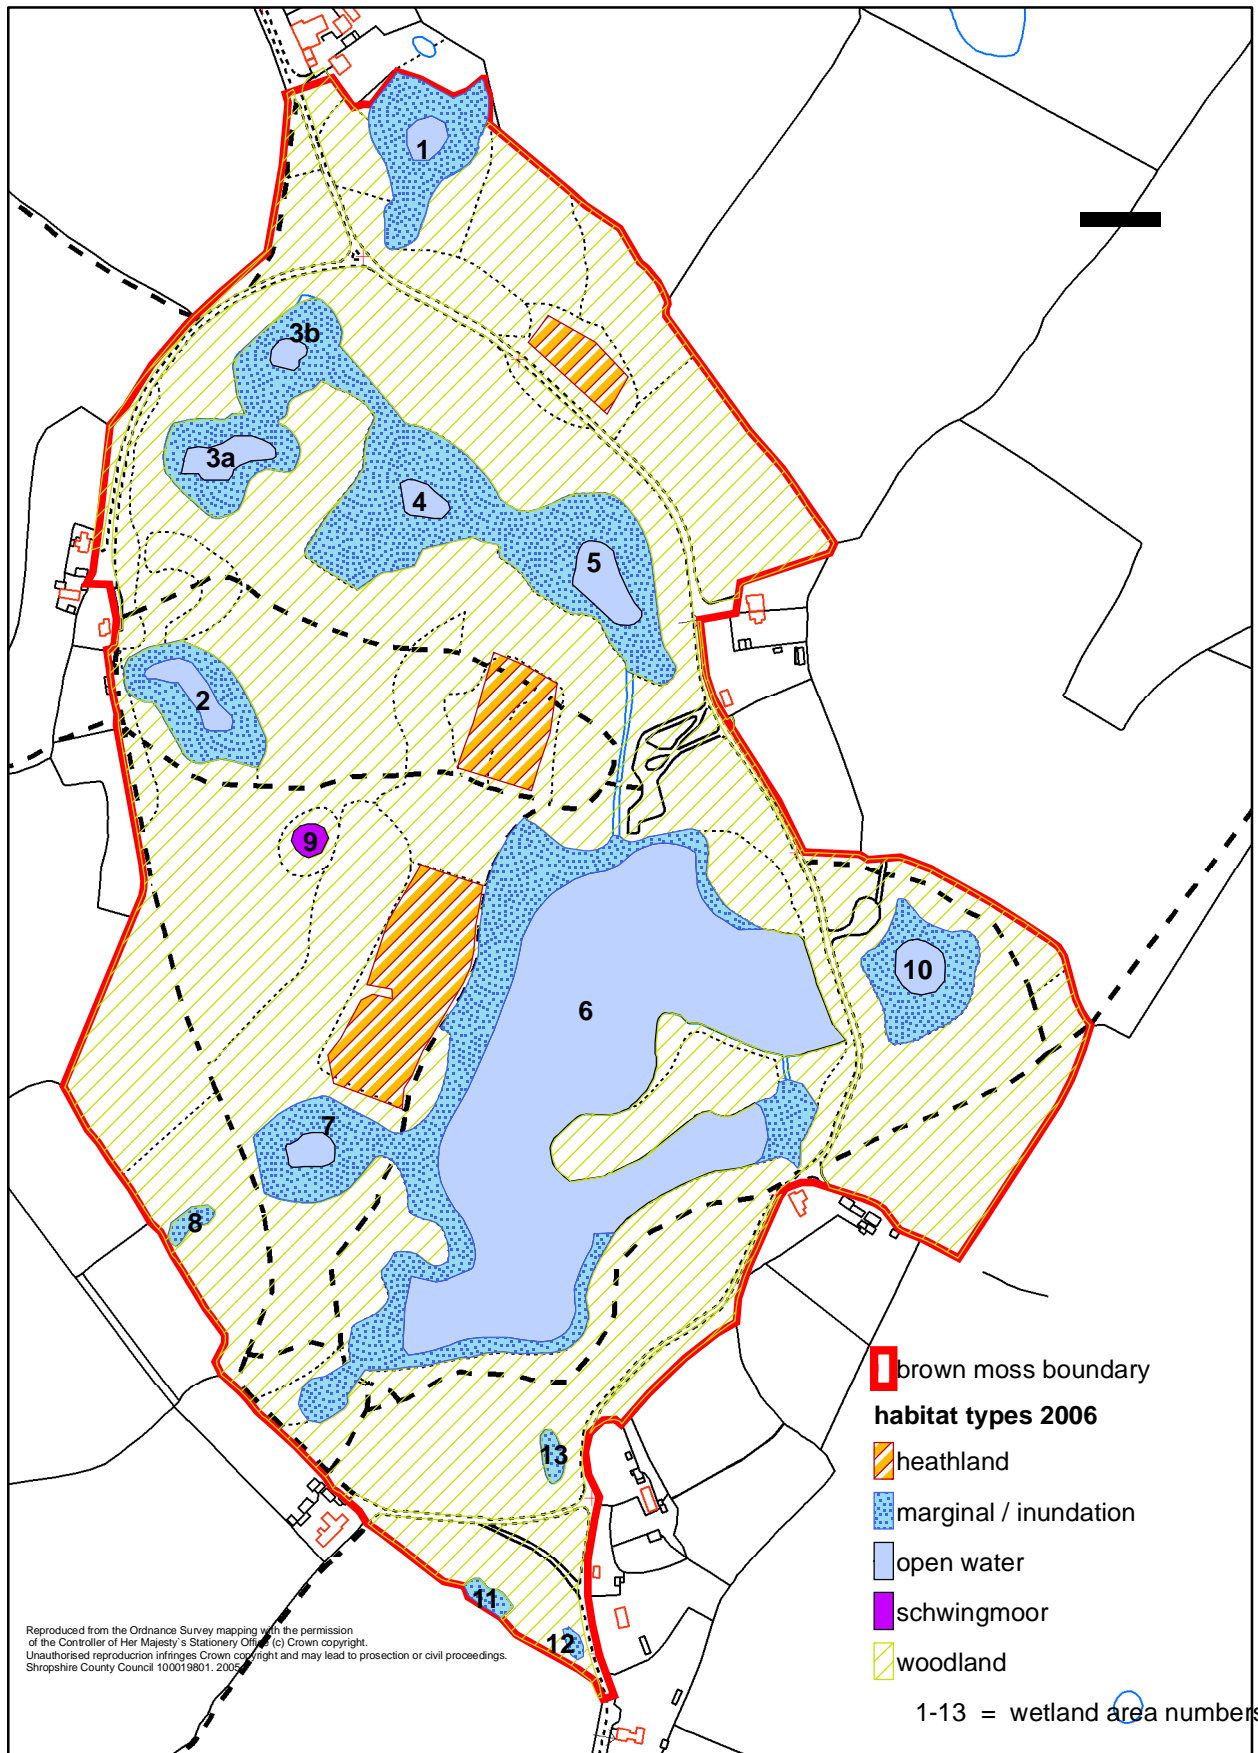 1
3b
3a
4
5
2
9
6
10
7
8
13
11
12
brown moss boundary
habitat types 2006
heathland
marginal / inundation
open water
schwingmoor
woodland
1-13 = wetland area numbers
Reproduced from the Ordnance Survey mapping with the permission
of the Controller of Her Majesty`s Stationery Office (c) Crown copyright.
Unauthorised reproducrion infringes Crown copyright and may lead to prosection or civil proceedings.
Shropshire County Council 100019801. 2005